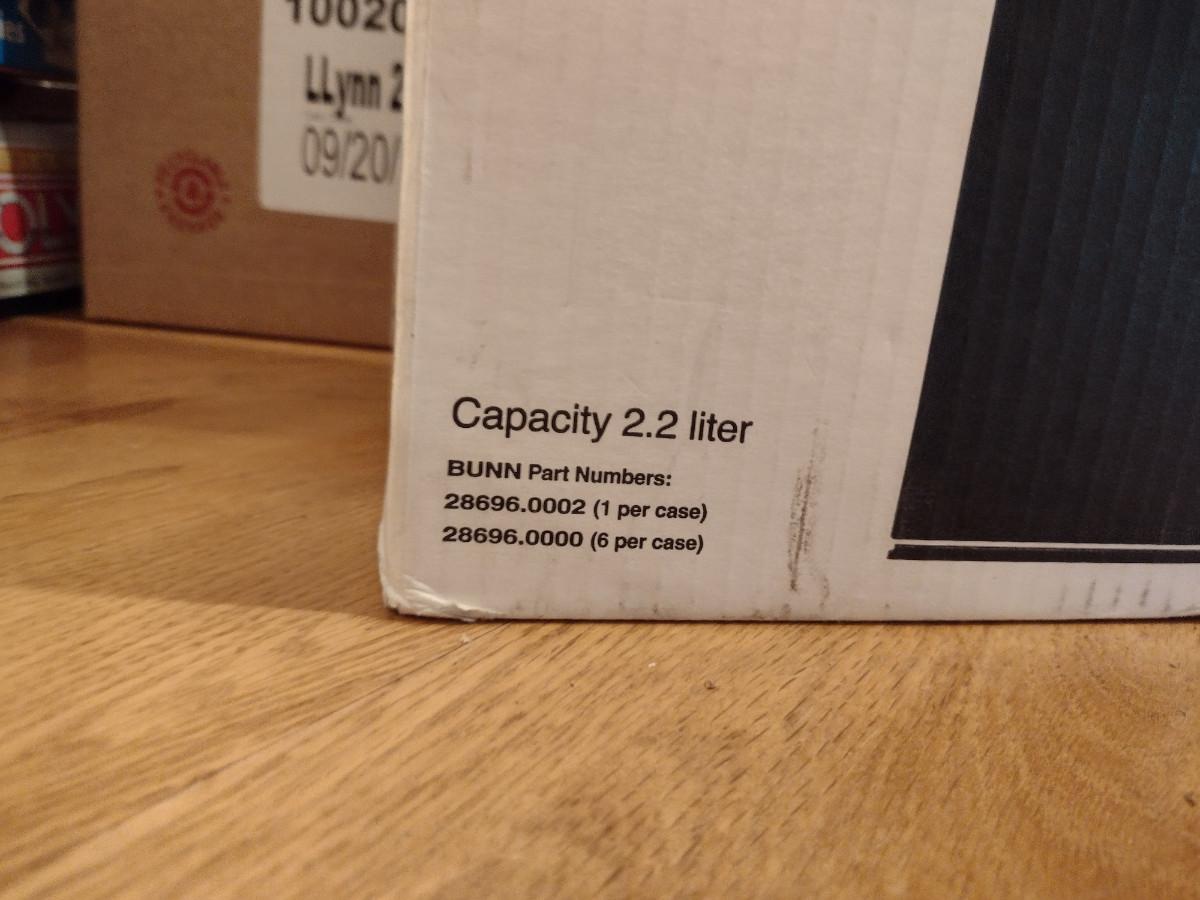 LLynn 2
09/20/
Capacity 2.2 liter
BUNN Part Numbers:
28696.0002 (1 per case)
28696.0000 (6 per case)